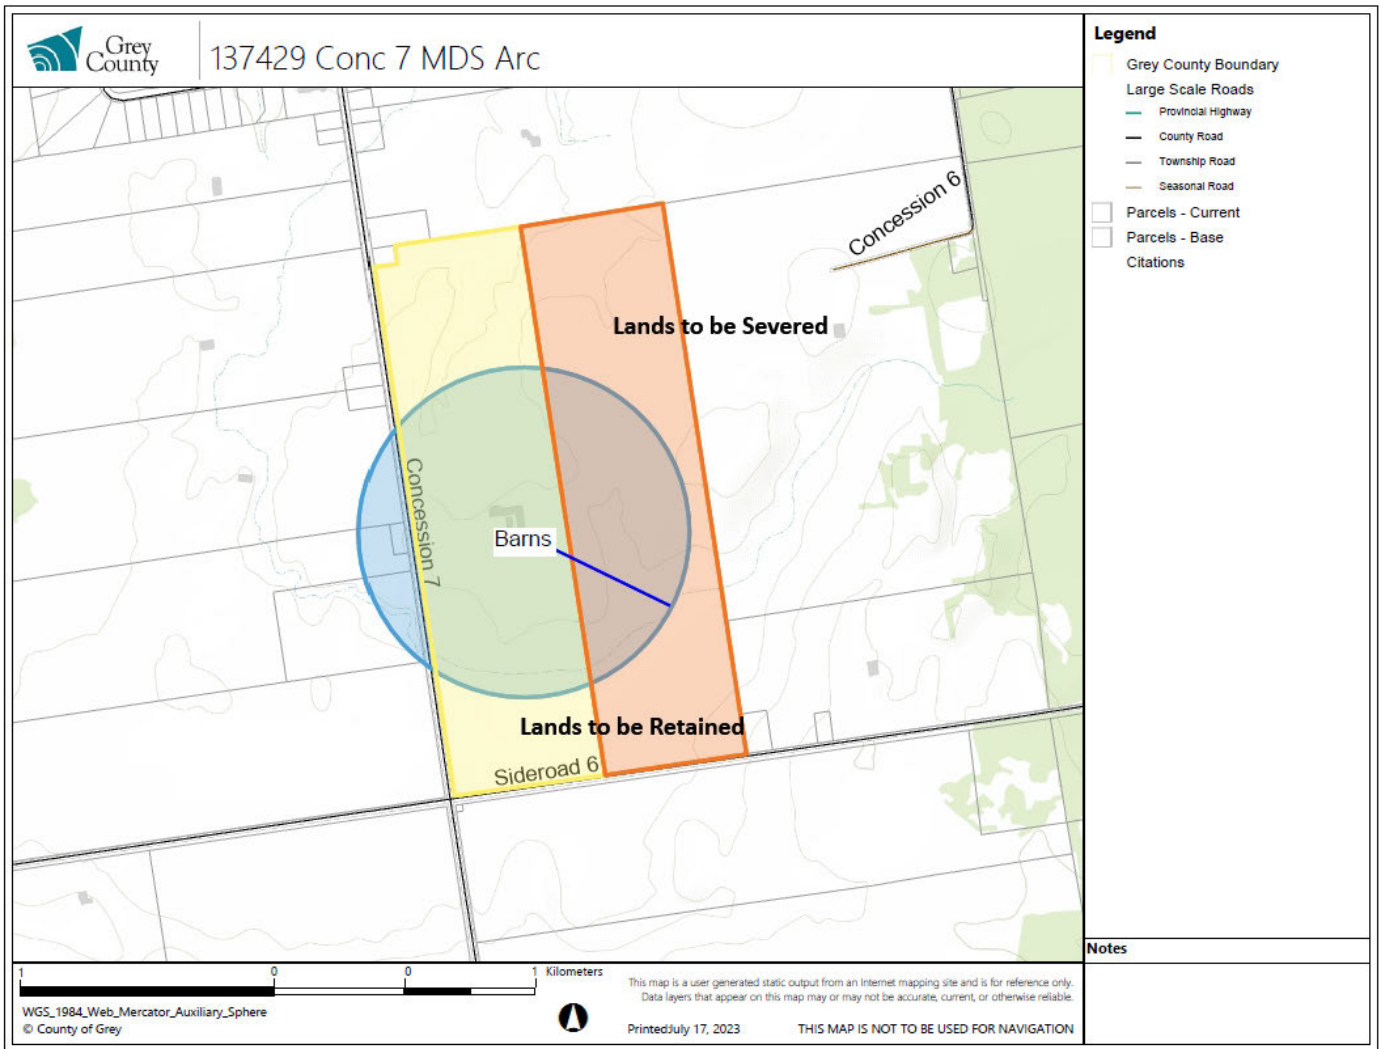 Grey
County
137429 Conc 7 MDS Arc
Legend
Grey County Boundary
Large Scale Roads
Provincial Highway
County Road
Township Road
Seasonal Road
Parcels - Current
Parcels - Base
Citations
Concession 6
Lands to be Severed
Concession 7
Barns
Lands to be Retained
Sideroad 6
Notes
1 0 0 1 Kilometers
WGS_1984_Web_Mercator_Auxiliary_Sphere
© County of Grey
This map is a user generated static output from an Internet mapping site and is for reference only.
Data layers that appear on this map may or may not be accurate, current, or otherwise reliable.
Printed:July 17, 2023
THIS MAP IS NOT TO BE USED FOR NAVIGATION